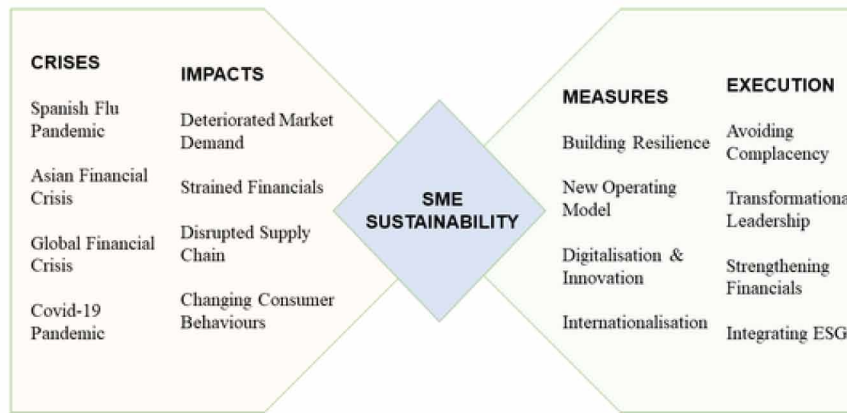 CRISES
Spanish Flu
Pandemic
Asian Financial
Crisis
Global Financial
Crisis
Covid-19
Pandemic
IMPACTS
Deteriorated Market
Demand
Strained Financials
Disrupted Supply
Chain
Changing Consumer
Behaviours
SME
SUSTAINABILITY
MEASURES
Building Resilience
New Operating
Model
Digitalisation &
Innovation
Internationalisation
EXECUTION
Avoiding
Complacency
Transformationa
Leadership
Strengthening
Financials
Integrating ESG